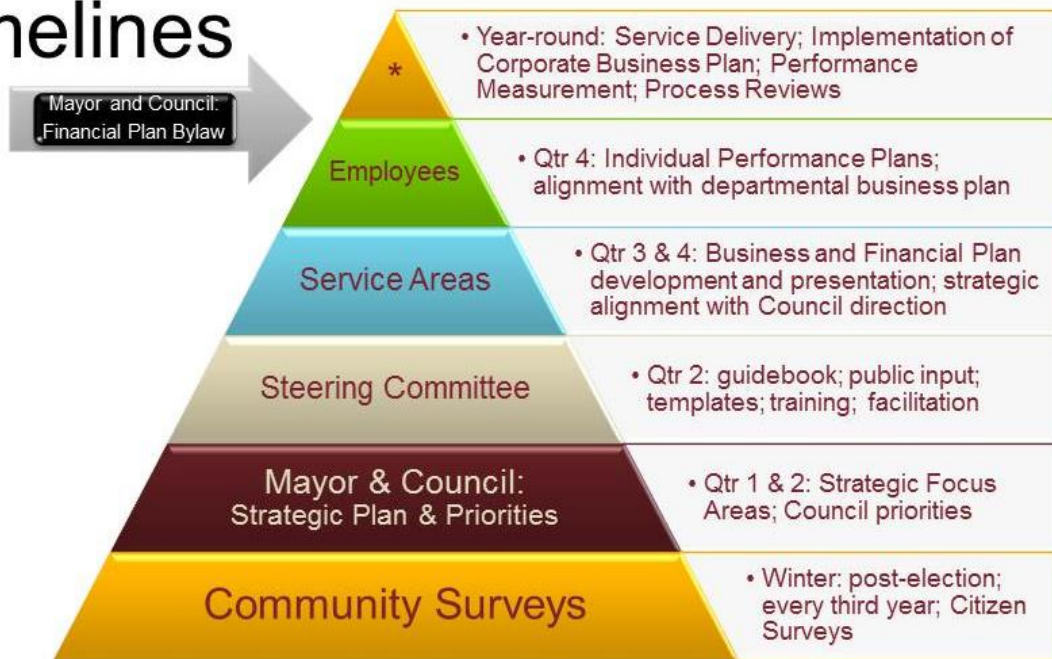 Mayor and Council:
Financial Plan Bylaw
*
• Year-round: Service Delivery; Implementation of
Corporate Business Plan; Performance
Measurement; Process Reviews
Employees
• Qtr 4: Individual Performance Plans;
alignment with departmental business plan
Service Areas
• Qtr 3 & 4: Business and Financial Plan
development and presentation; strategic
alignment with Council direction
Steering Committee
• Qtr 2: guidebook; public input;
templates; training; facilitation
Mayor & Council:
Strategic Plan & Priorities
• Qtr 1 & 2: Strategic Focus
Areas; Council priorities
Community Surveys
• Winter: post-election;
every third year; Citizen
Surveys